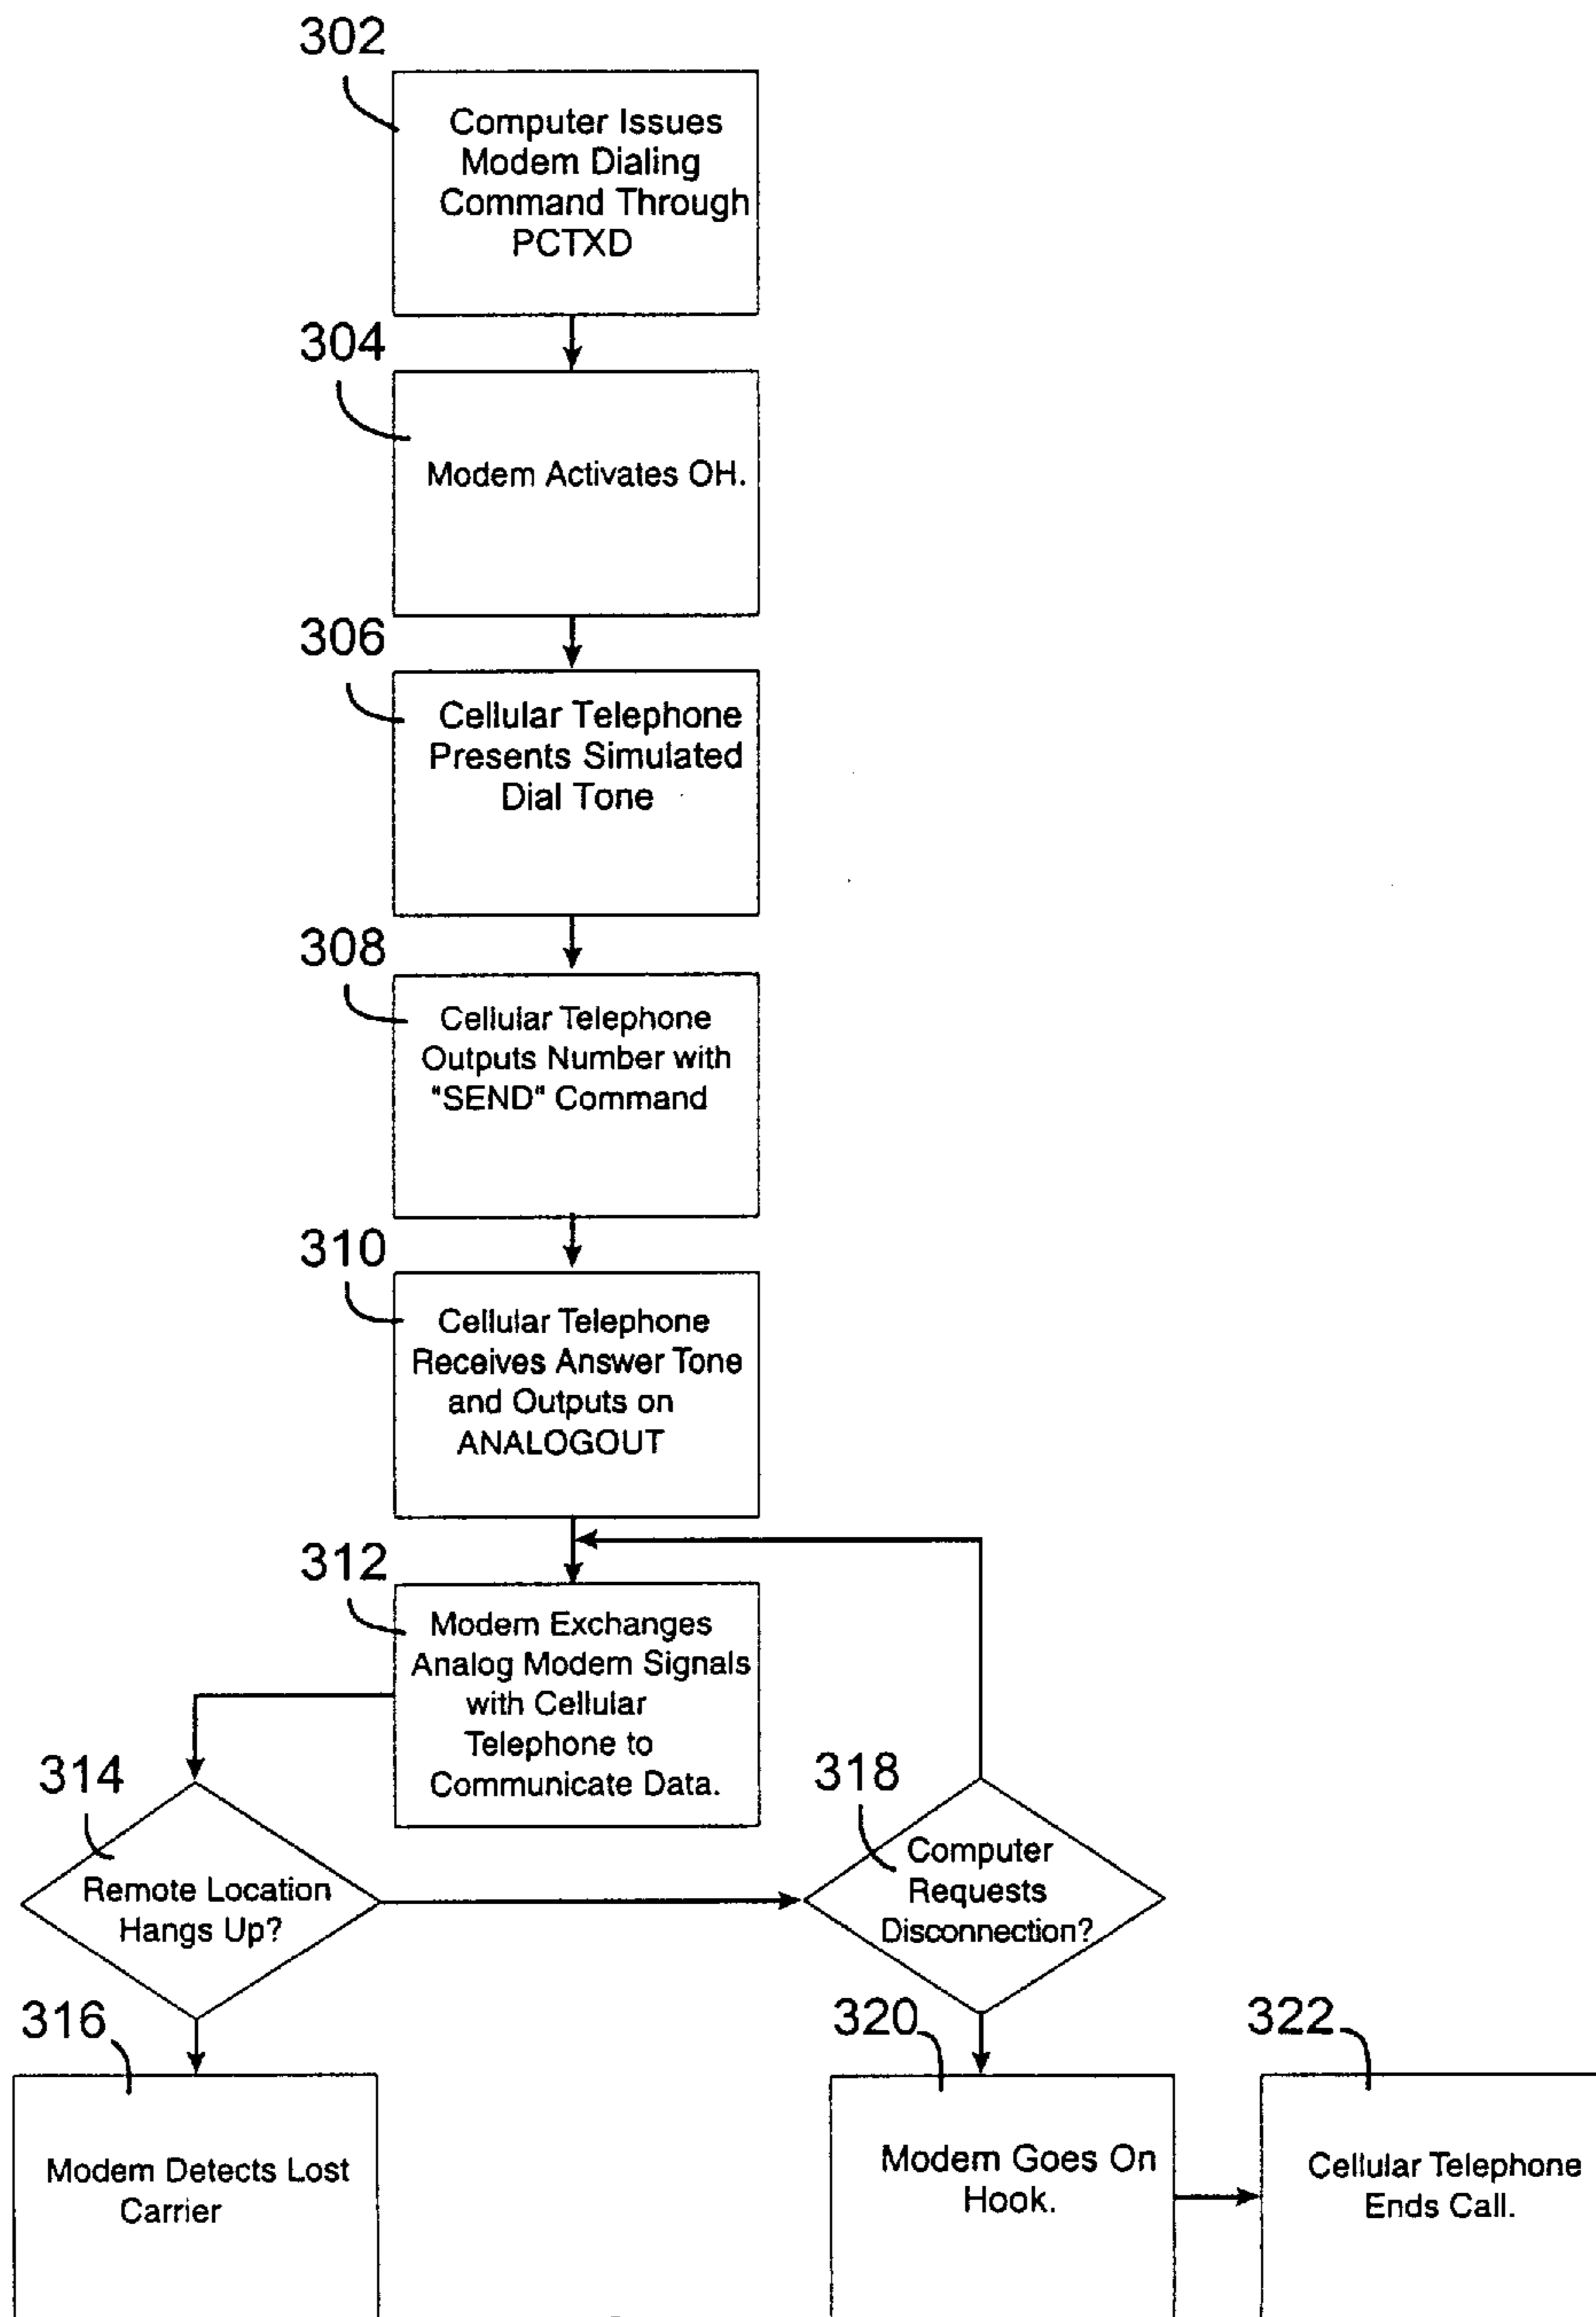 302
Computer Issues
Modem Dialing
Command Through
PCTXD
304
Modem Activates OH.
306
Cellular Telephone
Presents Simulated
Dial Tone
308
Cellular Telephone
Outputs Number with
"SEND" Command
310
Cellular Telephone
Receives Answer Tone
and Outputs on
ANALOGOUT
312
Modem Exchanges
Analog Modem Signals
with Cellular
Telephone to
Communicate Data.
314
Remote Location
Hangs Up?
318
Computer
Requests
Disconnection?
316
Modem Detects Lost
Carrier
320
Modem Goes On
Hook.
322
Cellular Telephone
Ends Call.